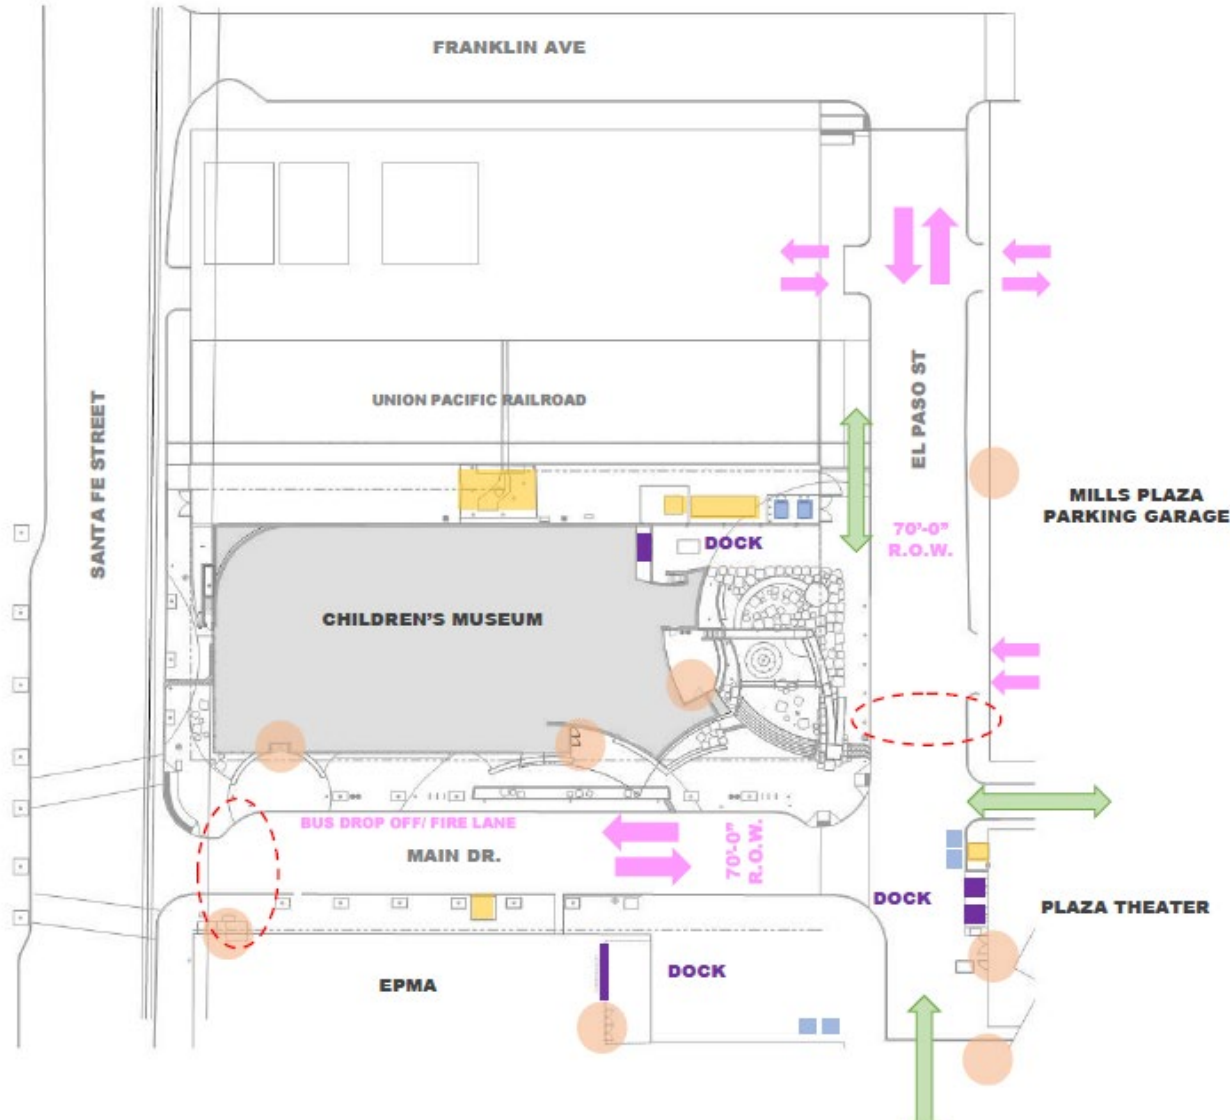 FRANKLIN AVE
SANTA FE STREET
UNION PACIFIC RAILROAD
EL PASO ST
MILLS PLAZA
PARKING GARAGE
70'-0"
R.O.W.
DOCK
CHILDREN'S MUSEUM
BUS DROP OFF/ FIRE LANE
MAIN DR.
70'-0"
R.O.W.
DOCK
PLAZA THEATER
EPMA
DOCK